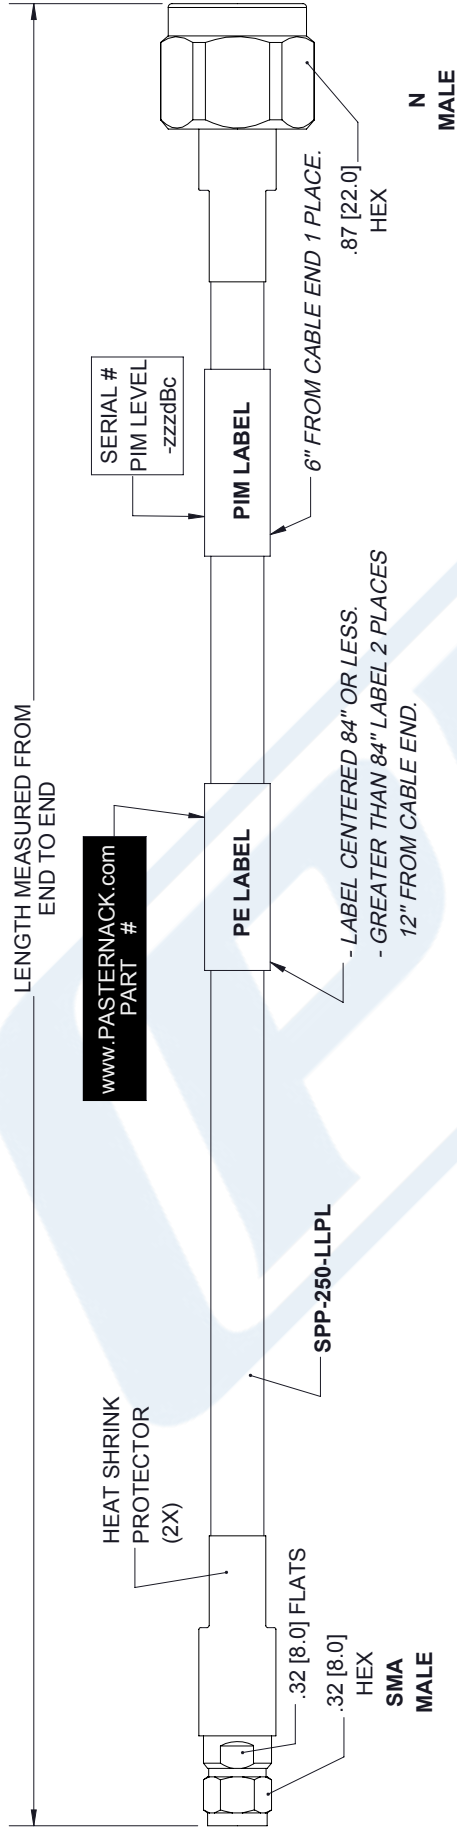 LENGTH MEASURED FROM
END TO END
HEAT SHRINK
PROTECTOR
(2X)
www.PASTERNACK.com
PART #
SERIAL #
PIM LEVEL
-zzzdBc
PE LABEL
PIM LABEL
.32 [8.0] FLATS
.32 [8.0]
HEX
SMA
MALE
SPP-250-LLPL
- LABEL CENTERED 84" OR LESS.
- GREATER THAN 84" LABEL 2 PLACES
12" FROM CABLE END.
6" FROM CABLE END 1 PLACE.
.87 [22.0]
HEX
N
MALE